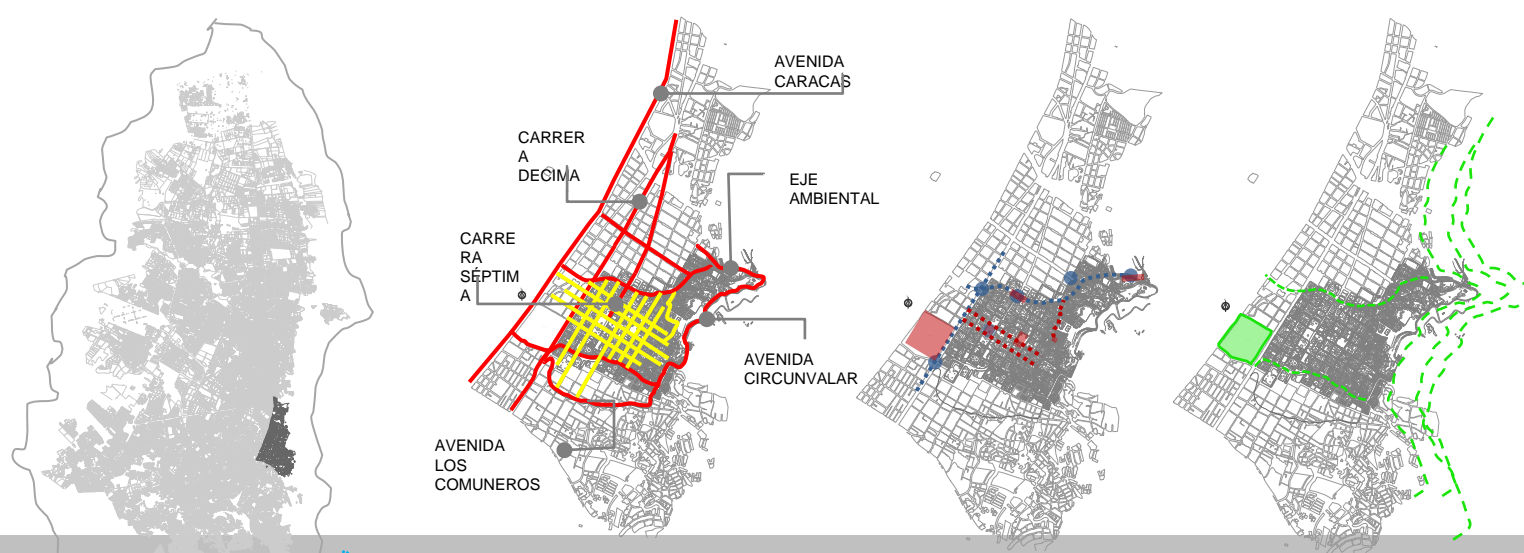 AVENIDA
CARACAS
CARRER
A
DECIMA
EJE
AMBIENTAL
CARRE
RA
SÉPTIM
A
AVENIDA
CIRCUNVALAR
AVENIDA
LOS
COMUNEROS